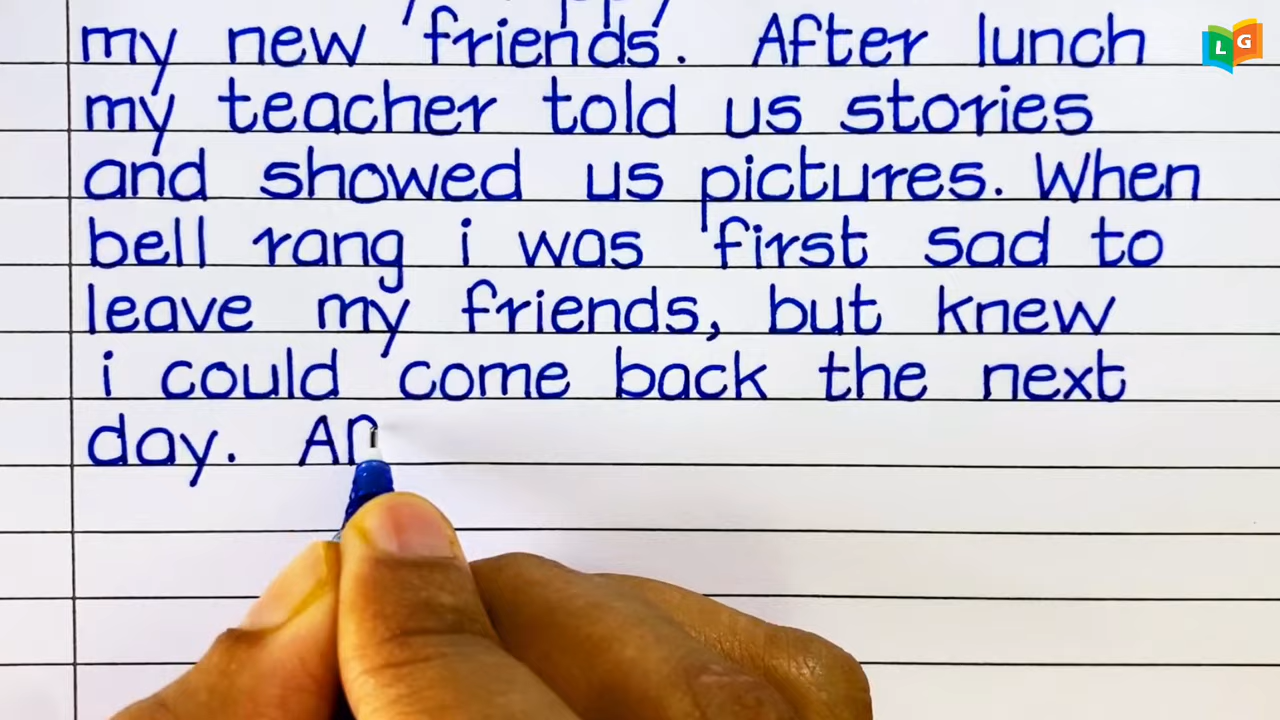 my new friends. After lunch
my teacher told us stories
and showed us pictures. When
bell rang i was first sad to
leave my friends, but knew
i could come back the next
day. An
L G